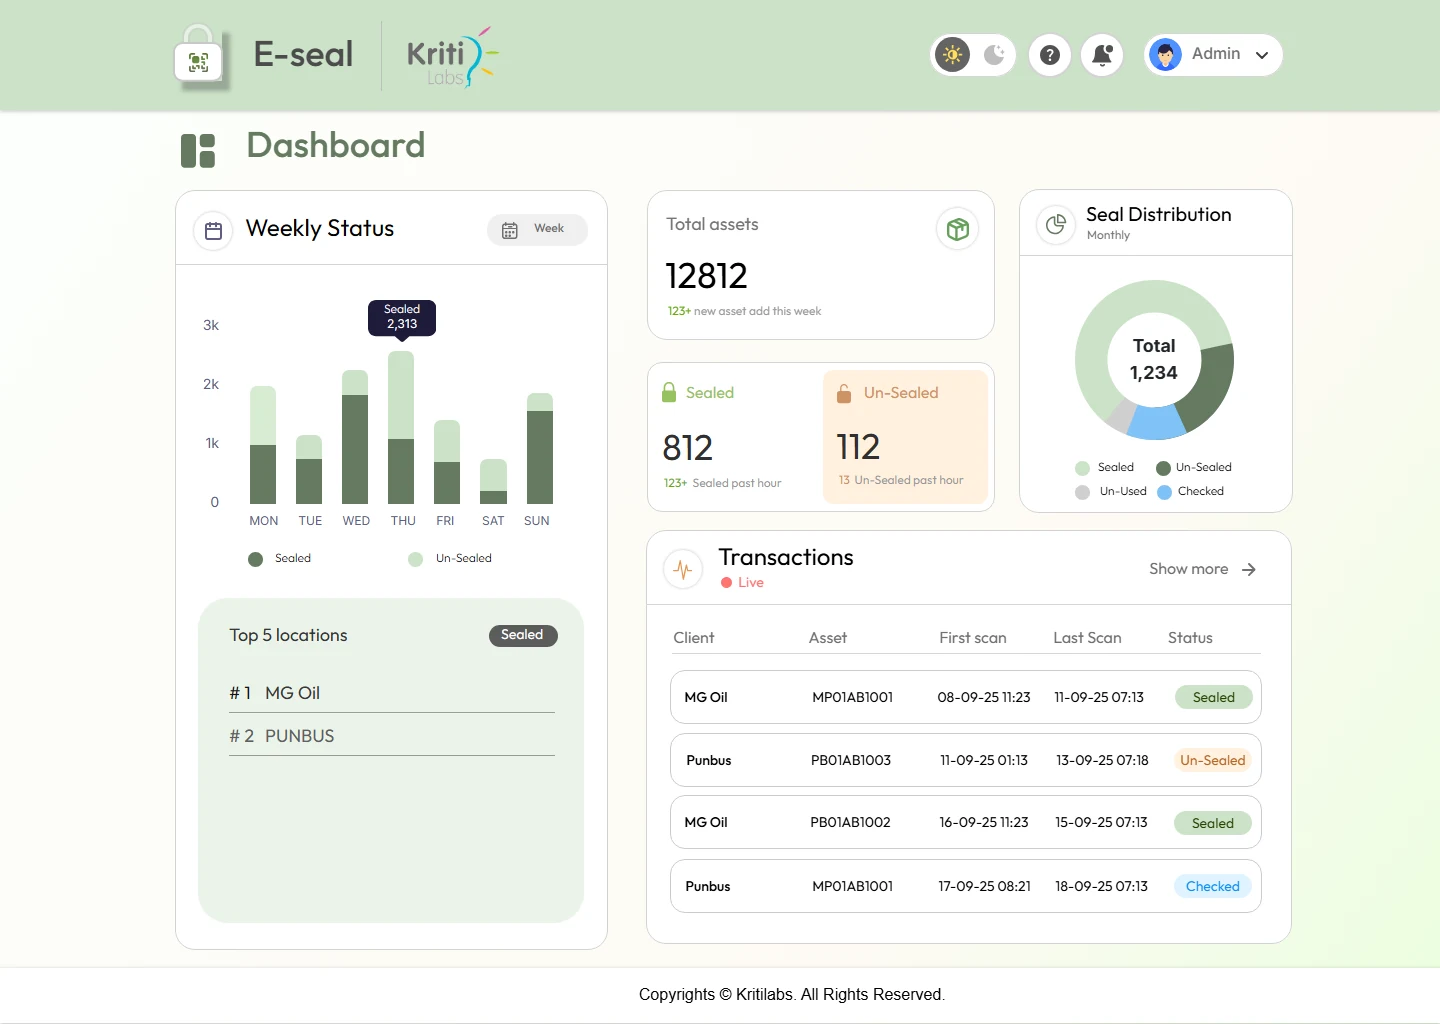 E-seal
Kriti
Labs
?
Admin
Dashboard
Weekly Status
Week
Sealed
2,313
3k
2k
1k
0
MON TUE WED THU FRI SAT SUN
Sealed Un-Sealed
Top 5 locations
Sealed
# 1 MG Oil
# 2 PUNBUS
Total assets
12812
123+ new asset add this week
Sealed
812
123+ Sealed past hour
Un-Sealed
112
13 Un-Sealed past hour
Seal Distribution
Monthly
Total
1,234
Sealed Un-Sealed
Un-Used Checked
Transactions
Live
Show more
Client Asset First scan Last Scan Status
MG Oil MP01AB1001 08-09-25 11:23 11-09-25 07:13 Sealed
Punbus PB01AB1003 11-09-25 01:13 13-09-25 07:18 Un-Sealed
MG Oil PB01AB1002 16-09-25 11:23 15-09-25 07:13 Sealed
Punbus MP01AB1001 17-09-25 08:21 18-09-25 07:13 Checked
Copyrights © Kritilabs. All Rights Reserved.